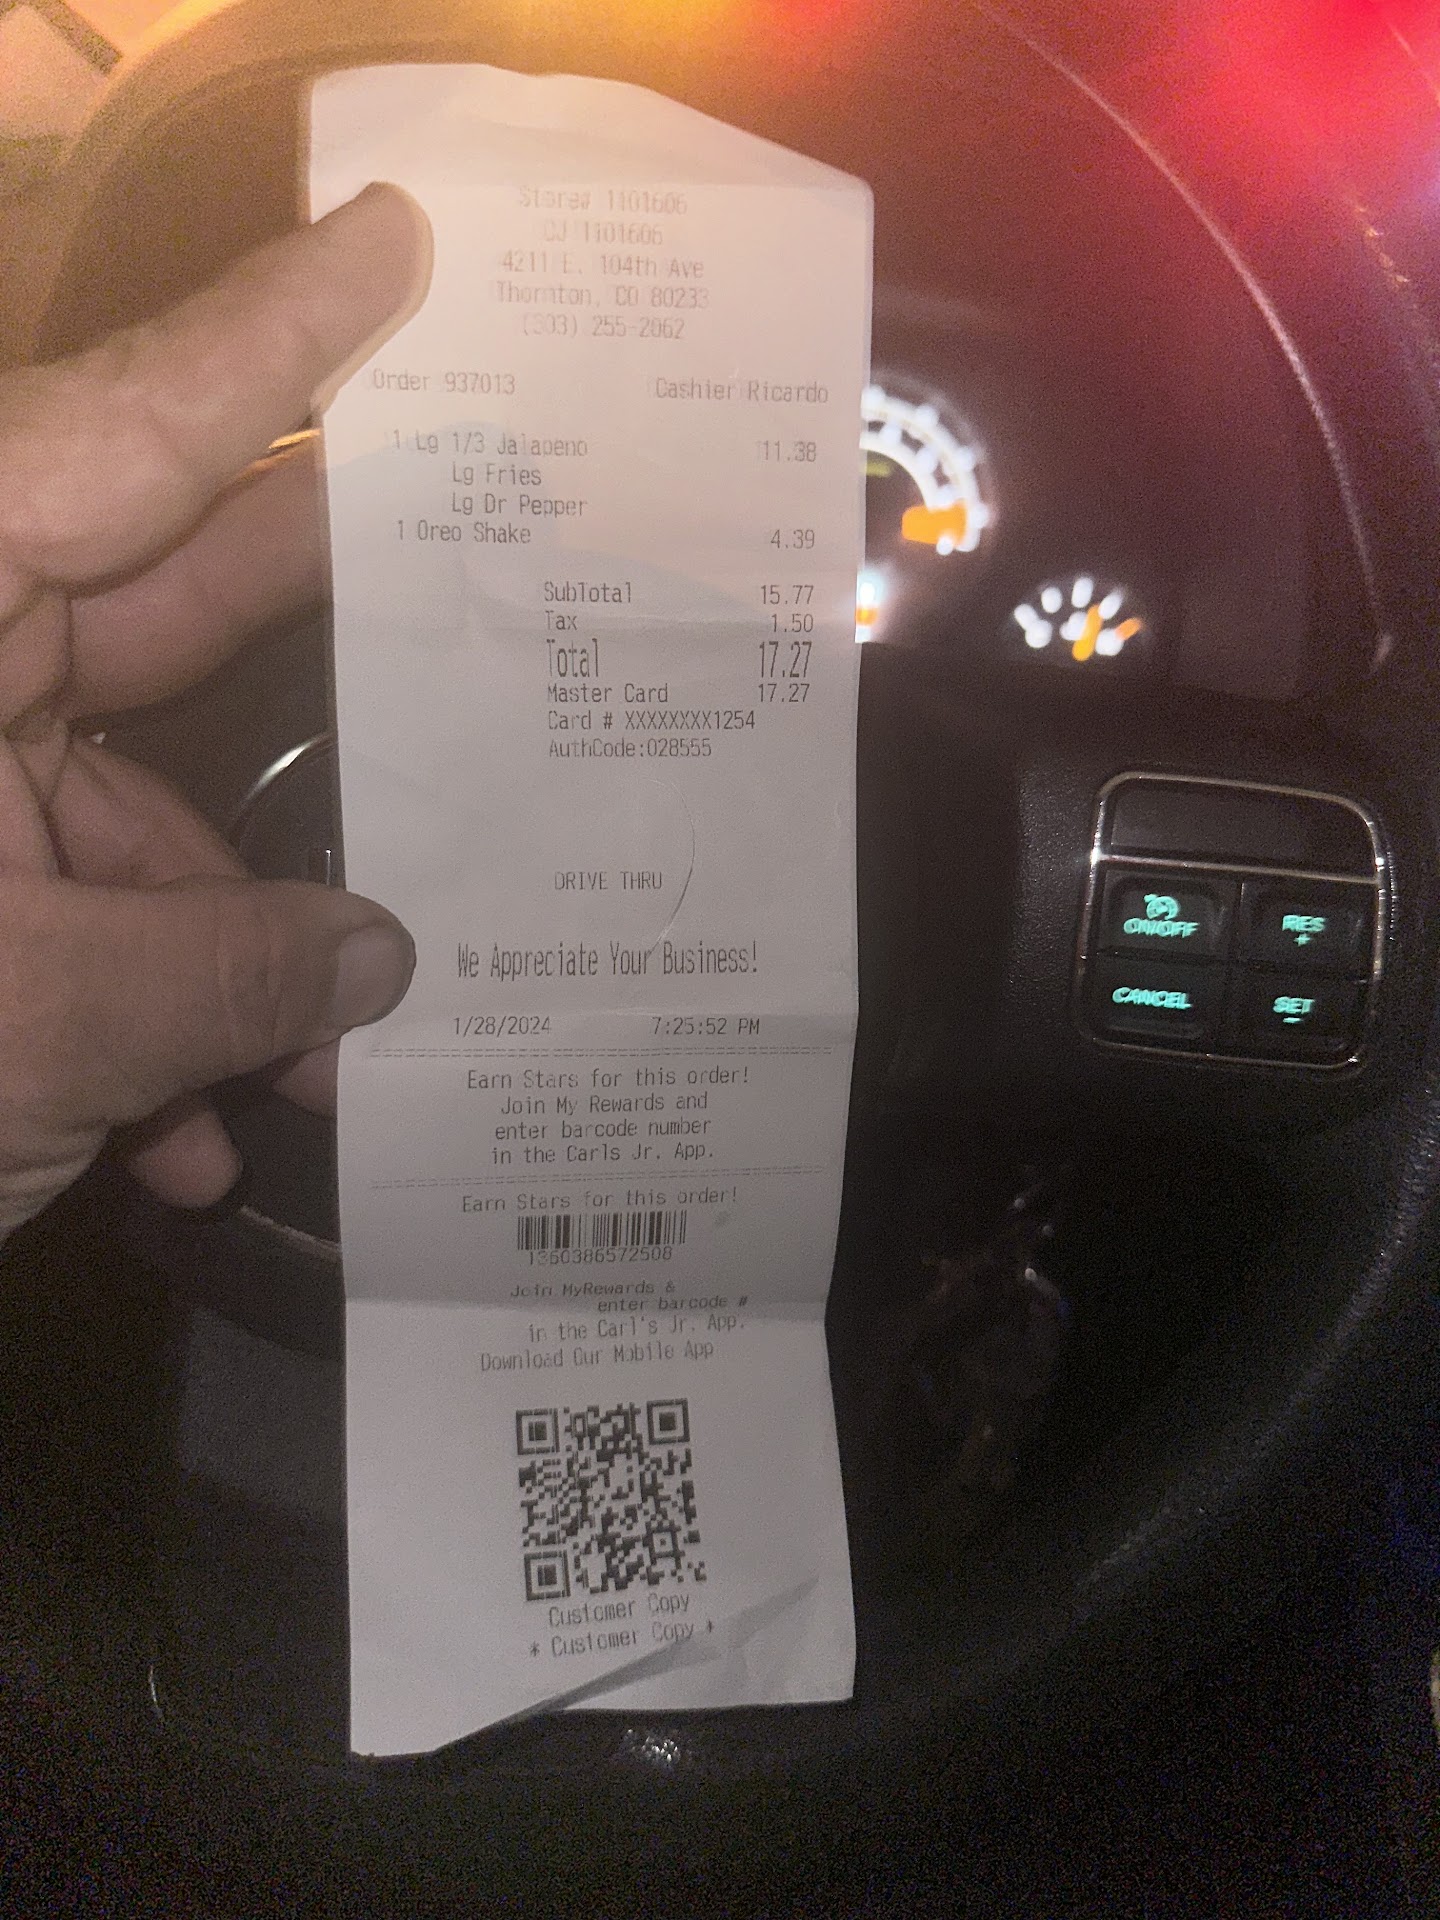 Store# 1101606
CJ 1101606
4211 E. 104th Ave
Thornton, CO 80233
(303) 255-2062
Order 937013 Cashier Ricardo
1 Lg 1/3 Jalapeno 11.38
Lg Fries
Lg Dr Pepper
1 Oreo Shake 4.39
SubTotal 15.77
Tax 1.50
Total 17.27
Master Card 17.27
Card # XXXXXXXX1254
AuthCode:028555
DRIVE THRU
We Appreciate Your Business!
1/28/2024 7:25:52 PM
Earn Stars for this order!
Join My Rewards and
enter barcode number
in the Carls Jr. App.
Earn Stars for this order!
1360386572508
Join MyRewards &
enter barcode #
in the Carl's Jr. App.
Download Our Mobile App
Customer Copy
* Customer Copy *
ON/OFF
RES
+
CANCEL
SET
-